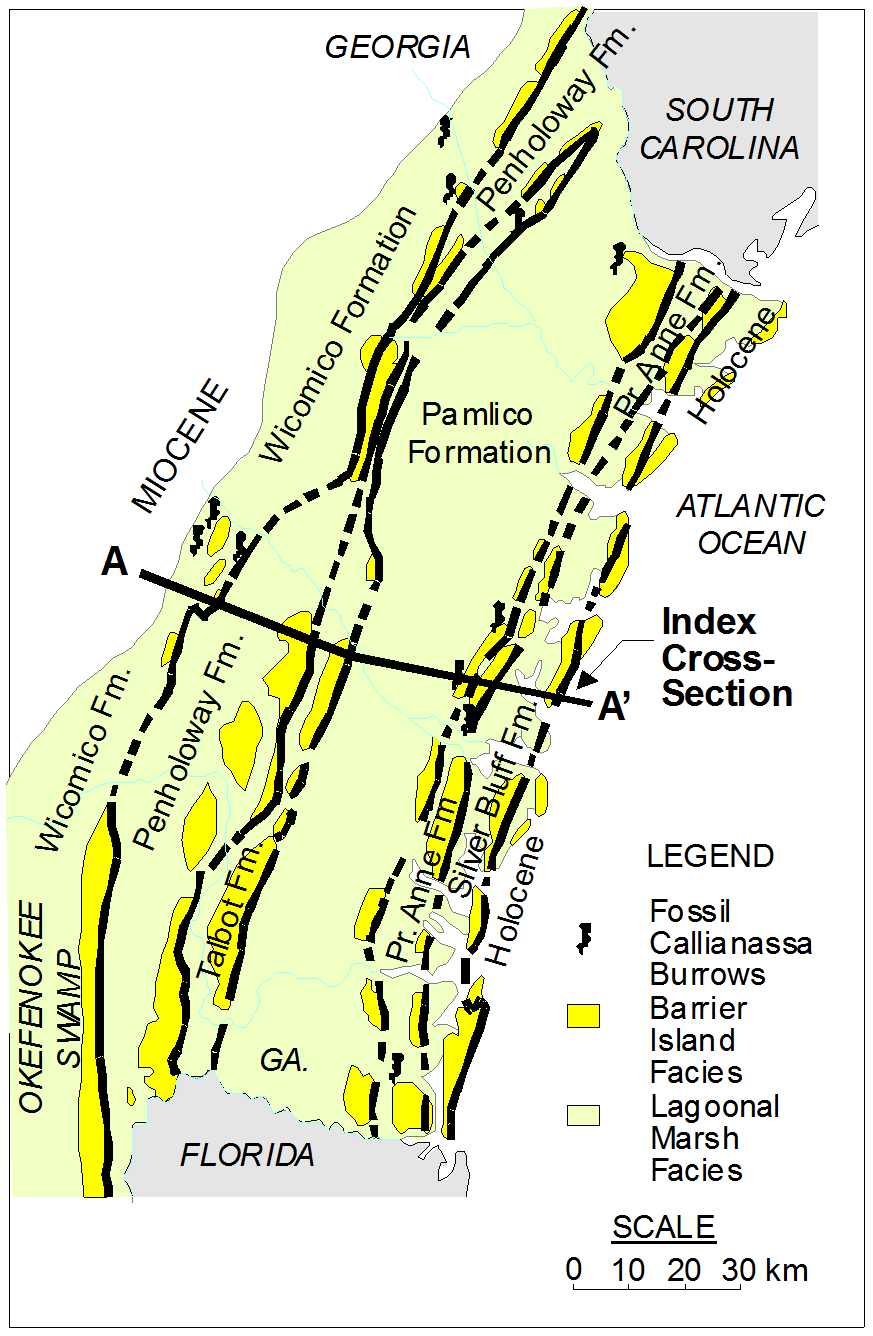 GEORGIA
Penholoway Fm.
SOUTH
CAROLINA
Wicomico Formation
Pr. Anne Fm.
Holocene
MIOCENE
Pamlico
Formation
ATLANTIC
OCEAN
A
Index
Cross-
Section
A’
Wicomico Fm.
Penholoway Fm.
Silver Bluff Fm.
Pr. Anne Fm
Holocene
Talbot Fm.
OKEFENOKEE
SWAMP
GA.
FLORIDA
LEGEND
Fossil
Callianassa
Burrows
Barrier
Island
Facies
Lagoonal
Marsh
Facies
SCALE
0 10 20 30 km